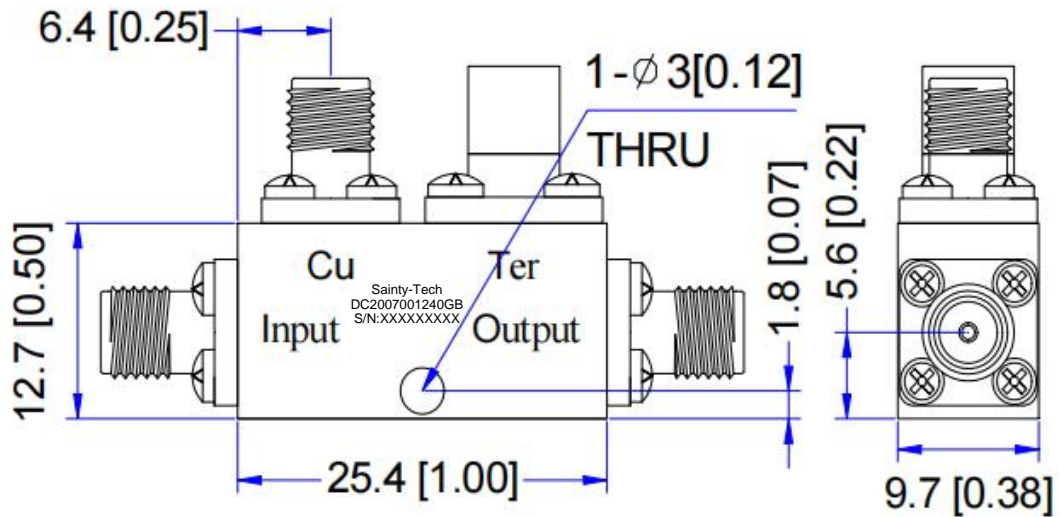 6.4 [0.25]
1-∅ 3[0.12]
THRU
12.7 [0.50]
Cu
Ter
Sainty-Tech
DC2007001240GB
S/N:XXXXXXXXX
Input
Output
1.8 [0.07]
5.6 [0.22]
25.4 [1.00]
9.7 [0.38]